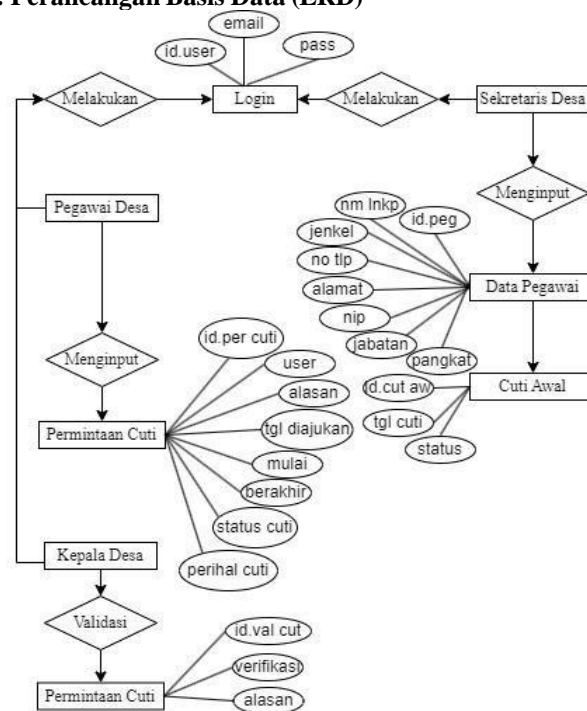 . Perancangan Basis Data (ERD)
email
id.user
pass
Melakukan
Login
Melakukan
Sekretaris Desa
Menginput
Pegawai Desa
nm lnkp
id.peg
jenkel
no tlp
alamat
Data Pegawai
nip
jabatan
pangkat
id.per cuti
user
Menginput
alasan
id.cut aw
Cuti Awal
tgl cuti
status
tgl diajukan
Permintaan Cuti
mulai
berakhir
status cuti
perihal cuti
Kepala Desa
Validasi
id.val cut
verifikasi
Permintaan Cuti
alasan